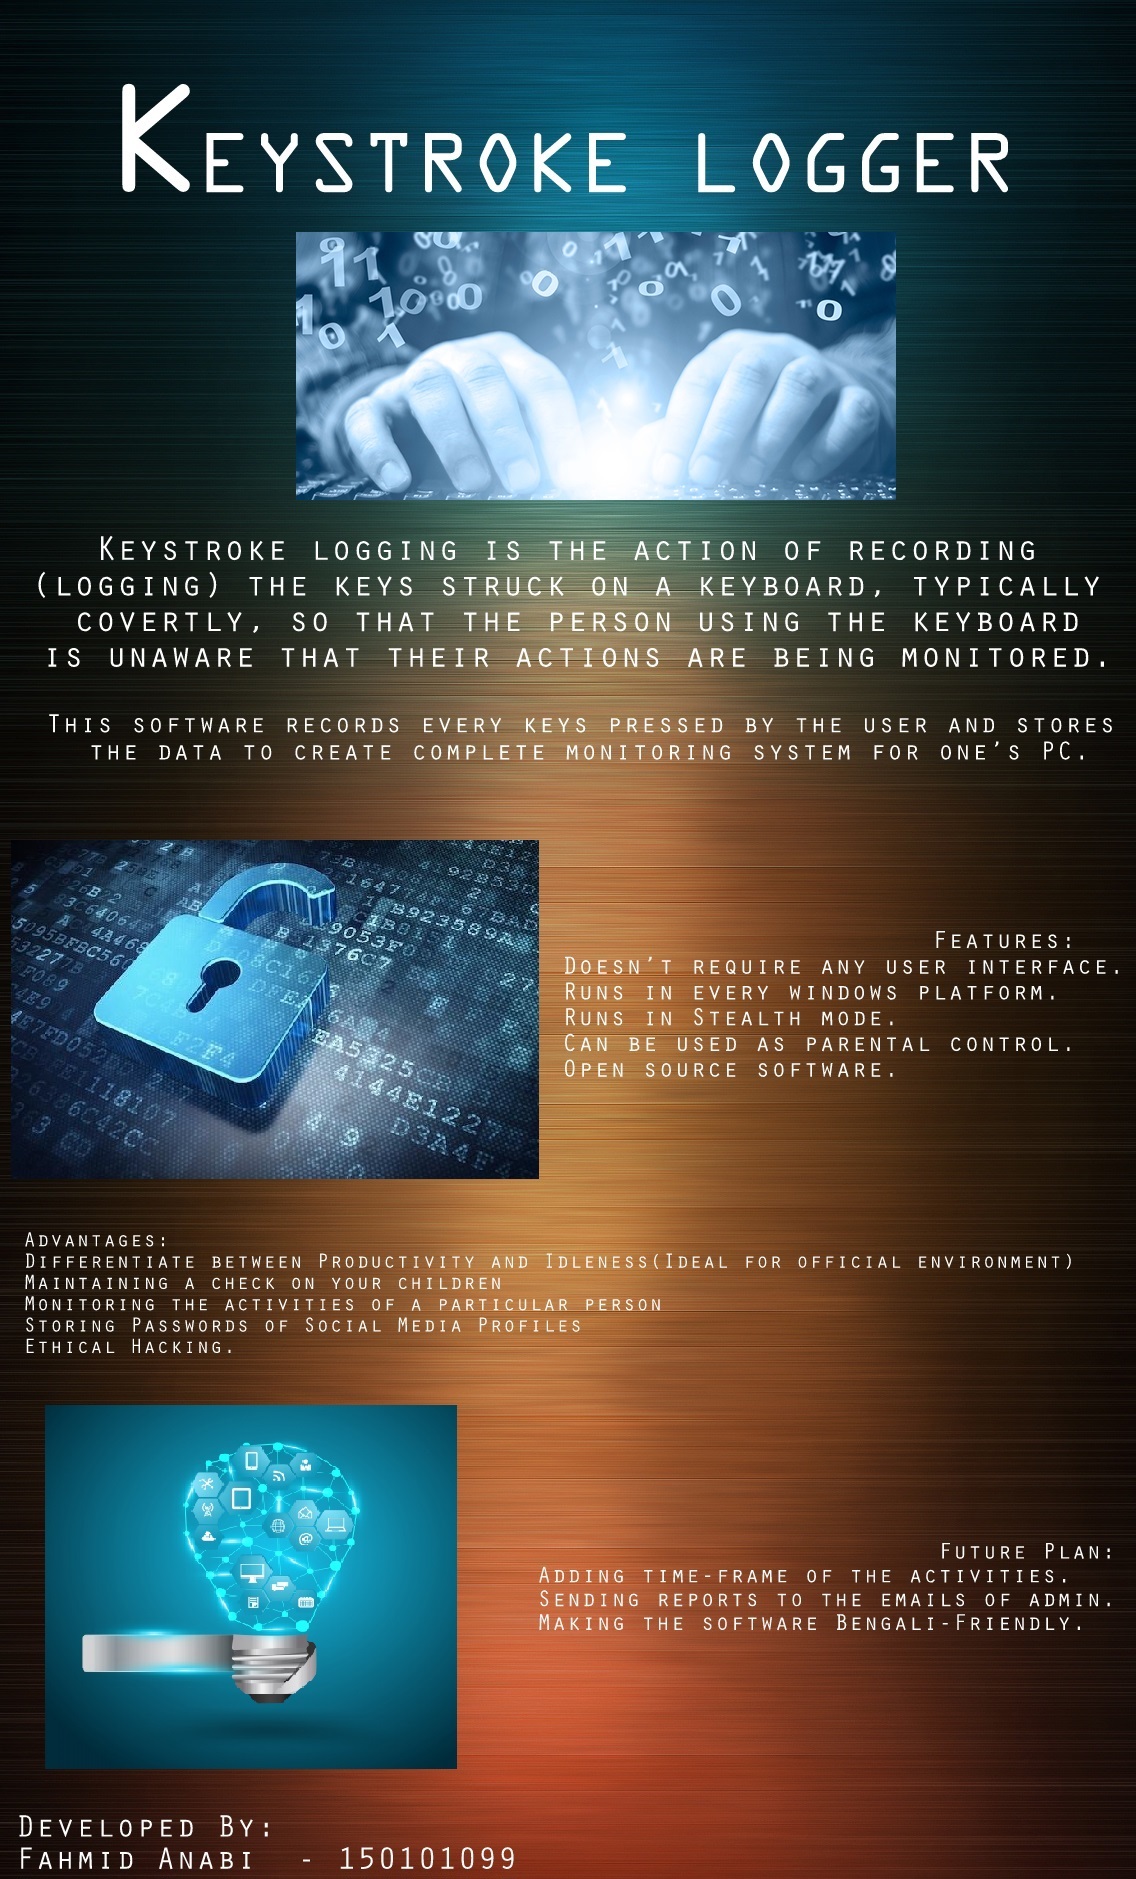 Keystroke logger
Keystroke logging is the action of recording
(logging) the keys struck on a keyboard, typically
covertly, so that the person using the keyboard
is unaware that their actions are being monitored.
This software records every keys pressed by the user and stores
the data to create complete monitoring system for one's PC.
Features:
Doesn't require any user interface.
Runs in every windows platform.
Runs in Stealth mode.
Can be used as parental control.
Open source software.
Advantages:
Differentiate between Productivity and Idleness(Ideal for official environment)
Maintaining a check on your children
Monitoring the activities of a particular person
Storing Passwords of Social Media Profiles
Ethical Hacking.
Future Plan:
Adding time-frame of the activities.
Sending reports to the emails of admin.
Making the software Bengali-Friendly.
Developed By:
Fahmid Anabi - 150101099